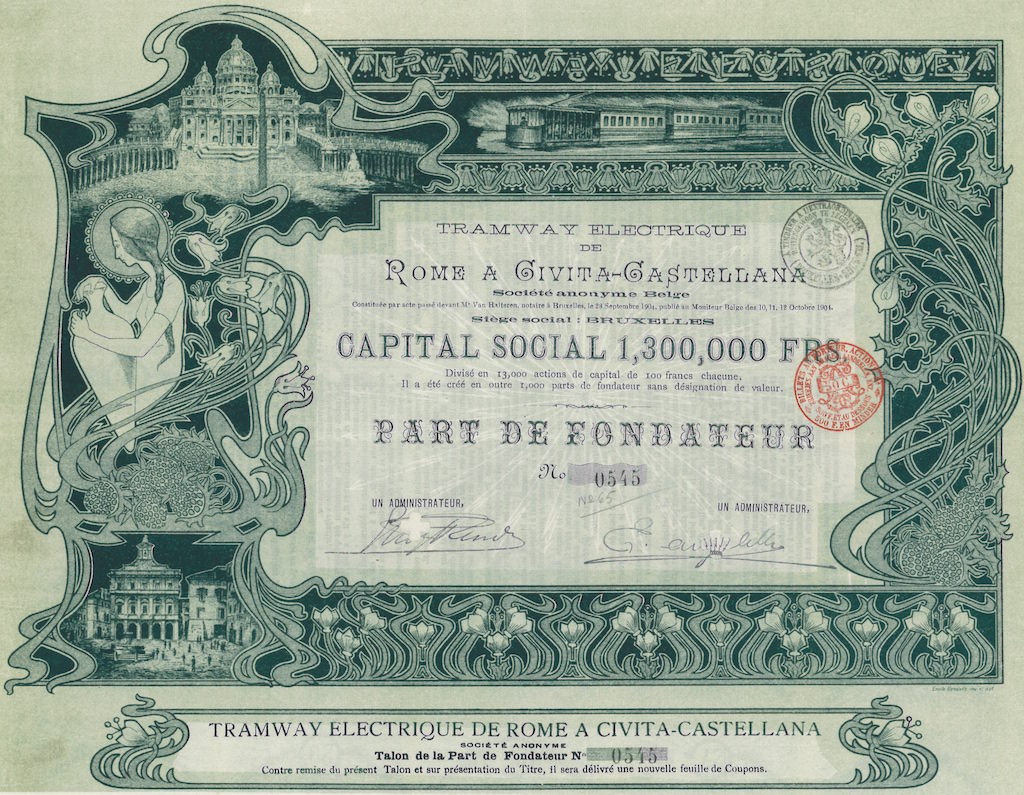 TRAMWAY ELECTRIQUE
TRAMWAY ELECTRIQUE
DE
ROME A CIVITA-CASTELLANA
Société anonyme Belge
Constituée par acte passé devant Mᵉ Van Halteren, notaire à Bruxelles, le 24 Septembre 1904, publié au Moniteur Belge des 10, 11, 12 Octobre 1904.
Siège social : BRUXELLES
CAPITAL SOCIAL 1,300,000 FRS.
Divisé en 13,000 actions de capital de 100 francs chacune.
Il a été créé en outre 1,000 parts de fondateur sans désignation de valeur.
PART DE FONDATEUR
No 0545
No 65
UN ADMINISTRATEUR,
UN ADMINISTRATEUR,
TRAMWAY ELECTRIQUE DE ROME A CIVITA-CASTELLANA
SOCIÉTÉ ANONYME
Talon de la Part de Fondateur Nº 0545
Contre remise du présent Talon et sur présentation du Titre, il sera délivré une nouvelle feuille de Coupons.